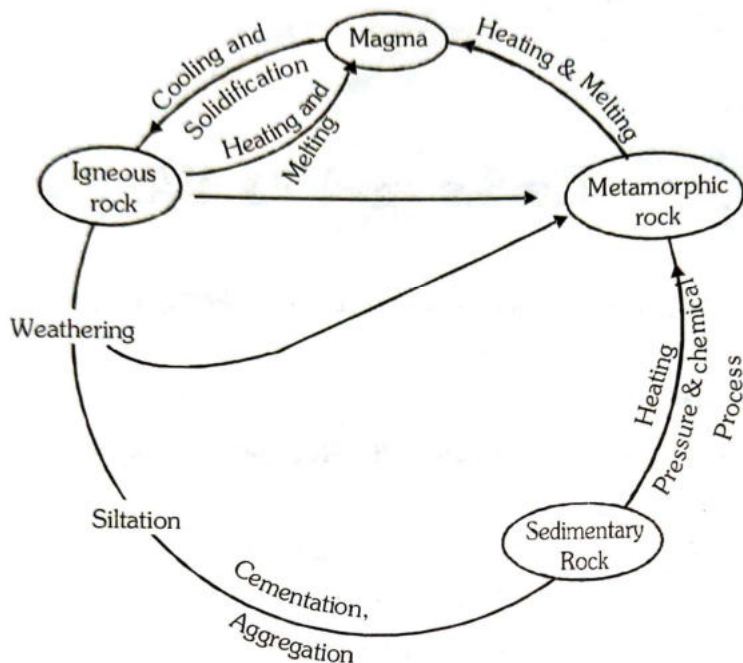 Magma
Cooling and
Solidification
Heating and
Melting
Heating & Melting
Igneous
rock
Metamorphic
rock
Weathering
Heating
Pressure & chemical
Process
Siltation
Sedimentary
Rock
Cementation,
Aggregation